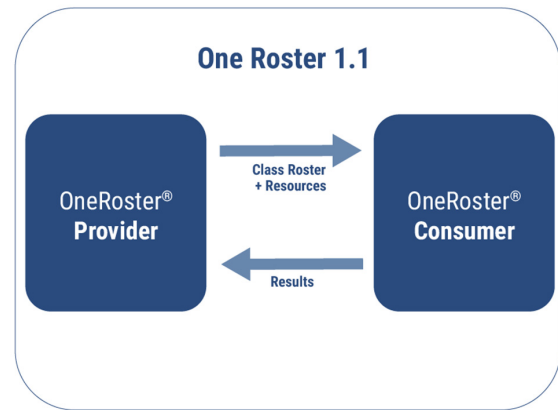 One Roster 1.1
OneRoster®
Provider
Class Roster
+ Resources
Results
OneRoster®
Consumer